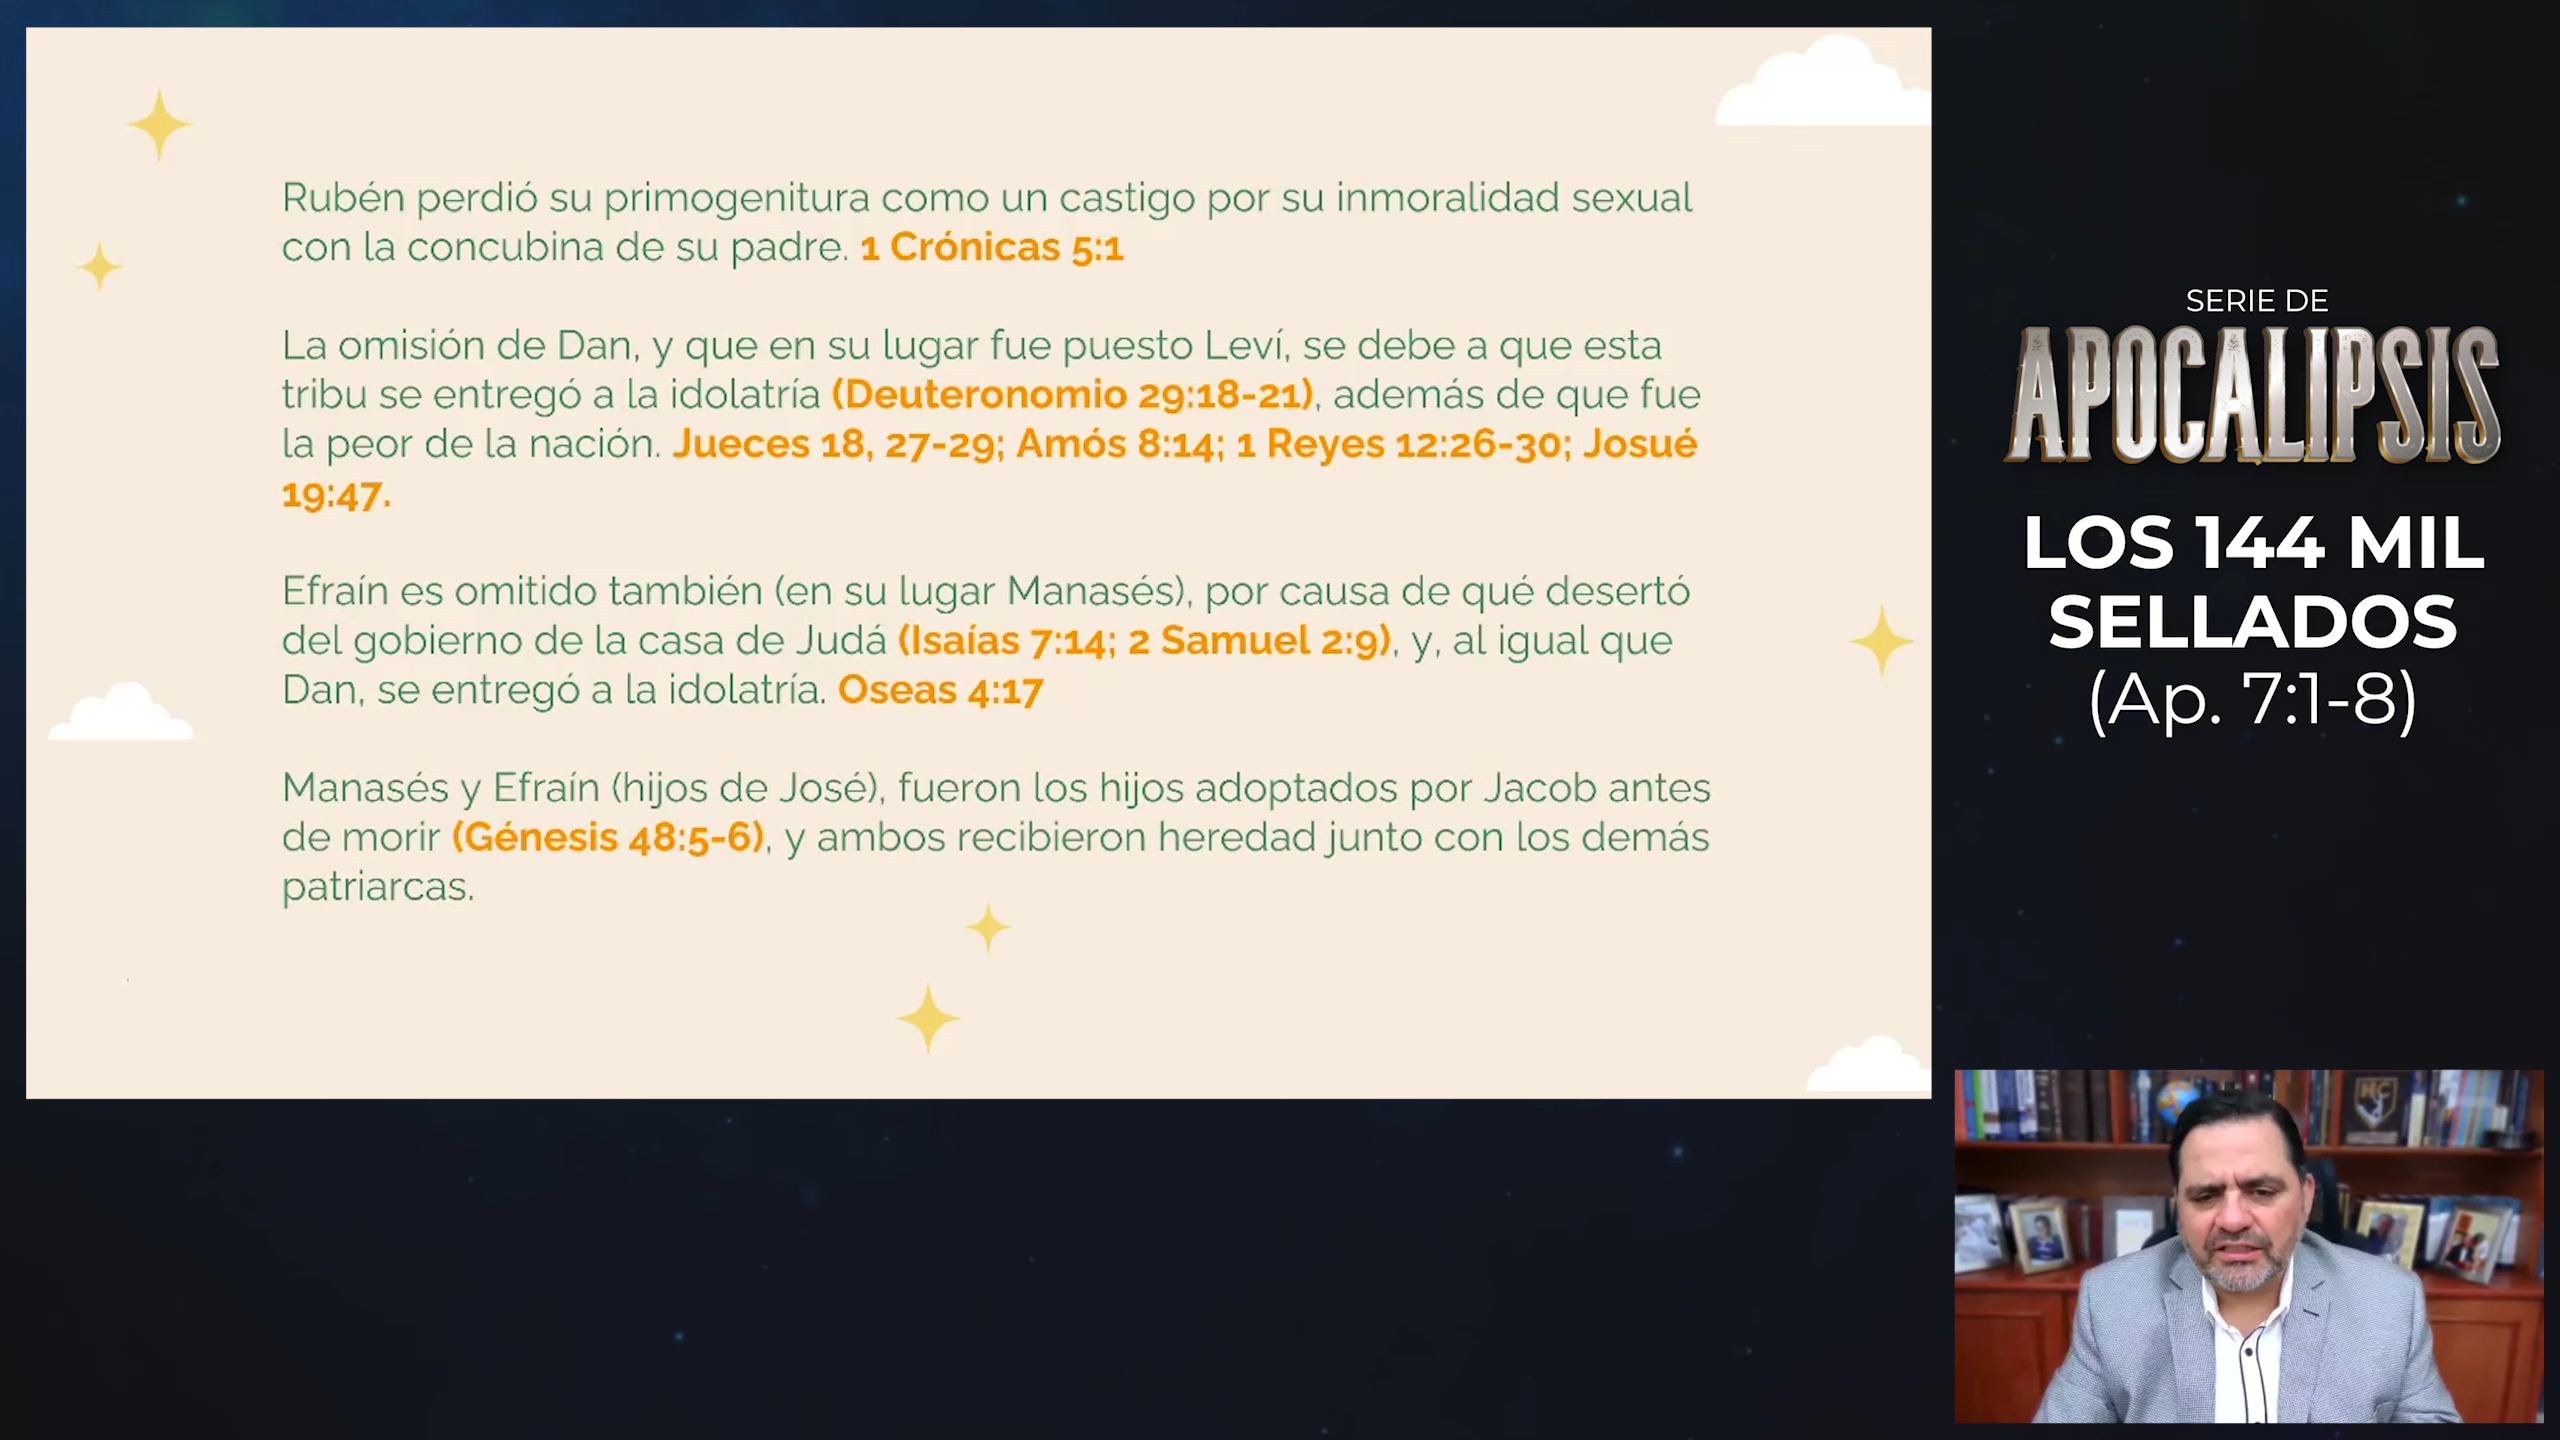 Rubén perdió su primogenitura como un castigo por su inmoralidad sexual
con la concubina de su padre. 1 Crónicas 5:1
La omisión de Dan, y que en su lugar fue puesto Leví, se debe a que esta
tribu se entregó a la idolatría (Deuteronomio 29:18-21), además de que fue
la peor de la nación. Jueces 18, 27-29; Amós 8:14; 1 Reyes 12:26-30; Josué
19:47.
Efraín es omitido también (en su lugar Manasés), por causa de qué desertó
del gobierno de la casa de Judá (Isaías 7:14; 2 Samuel 2:9), y, al igual que
Dan, se entregó a la idolatría. Oseas 4:17
Manasés y Efraín (hijos de José), fueron los hijos adoptados por Jacob antes
de morir (Génesis 48:5-6), y ambos recibieron heredad junto con los demás
patriarcas.
SERIE DE
APOCALIPSIS
LOS 144 MIL
SELLADOS
(Ap. 7:1-8)
HC